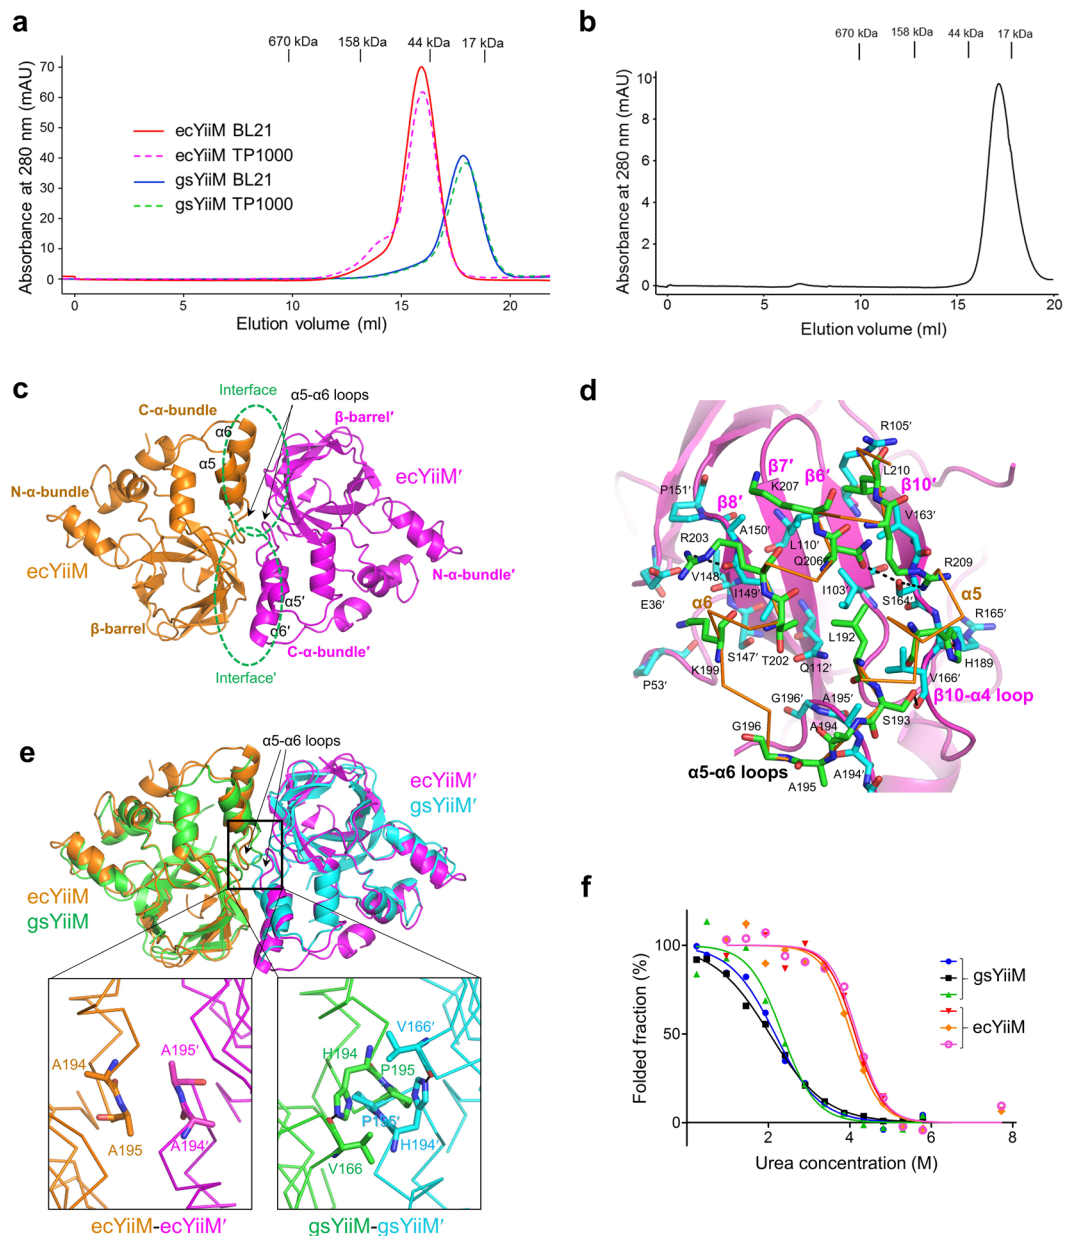 a
670 kDa 158 kDa 44 kDa 17 kDa
Absorbance at 280 nm (mAU)
70
60
50
40
30
20
10
0
ecYiiM BL21
ecYiiM TP1000
gsYiiM BL21
gsYiiM TP1000
0 5 10 15 20
Elution volume (ml)
b
670 kDa 158 kDa 44 kDa 17 kDa
Absorbance at 280 nm (mAU)
10
8
6
4
2
0
0 5 10 15 20
Elution volume (ml)
c
Interface
α5-α6 loops
C-α-bundle
β-barrel′
α6
α5
ecYiiM′
N-α-bundle
ecYiiM
N-α-bundle′
α5′
β-barrel
α6′
C-α-bundle′
Interface′
d
R105′
L210
β7′
β6′
K207
β10′
P151′
β8′
V163′
A150′
R203
L110′
Q206
R209
V148′
I149′
I103′
E36′
S164′
α5
α6
R165′
L192
S147′
T202
H189
K199
Q112′
V166′
P53′
β10-α4 loop
G196′
A195′
S193
A194
G196
α5-α6 loops
A194′
A195
e
α5-α6 loops
ecYiiM′
gsYiiM′
ecYiiM
gsYiiM
A195′
A194
A195
A194′
ecYiiM-ecYiiM′
V166′
H194
P195
P195′
H194′
V166
gsYiiM-gsYiiM′
f
Folded fraction (%)
100
50
0
gsYiiM
ecYiiM
2 4 6 8
Urea concentration (M)